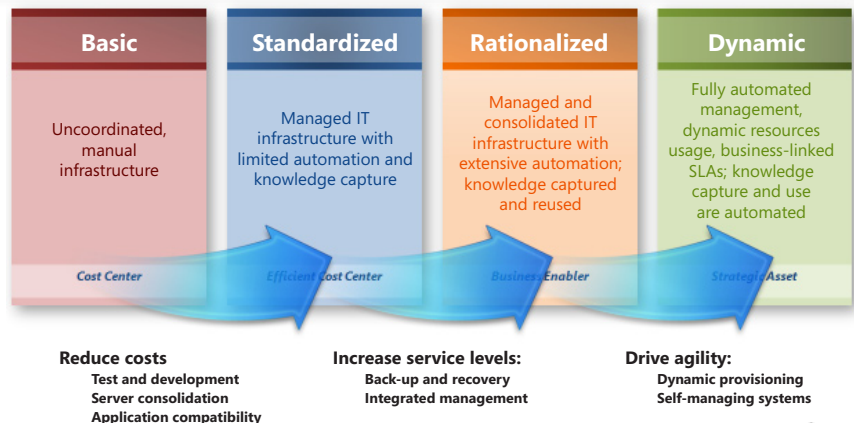 Basic
Uncoordinated,
manual
infrastructure
Cost Center
Standardized
Managed IT
infrastructure with
limited automation and
knowledge capture
Efficient Cost Center
Rationalized
Managed and
consolidated IT
infrastructure with
extensive automation;
knowledge captured
and reused
Business Enabler
Dynamic
Fully automated
management,
dynamic resources
usage, business-linked
SLAs; knowledge
capture and use
are automated
Strategic Asset
Reduce costs
Test and development
Server consolidation
Application compatibility
Increase service levels:
Back-up and recovery
Integrated management
Drive agility:
Dynamic provisioning
Self-managing systems